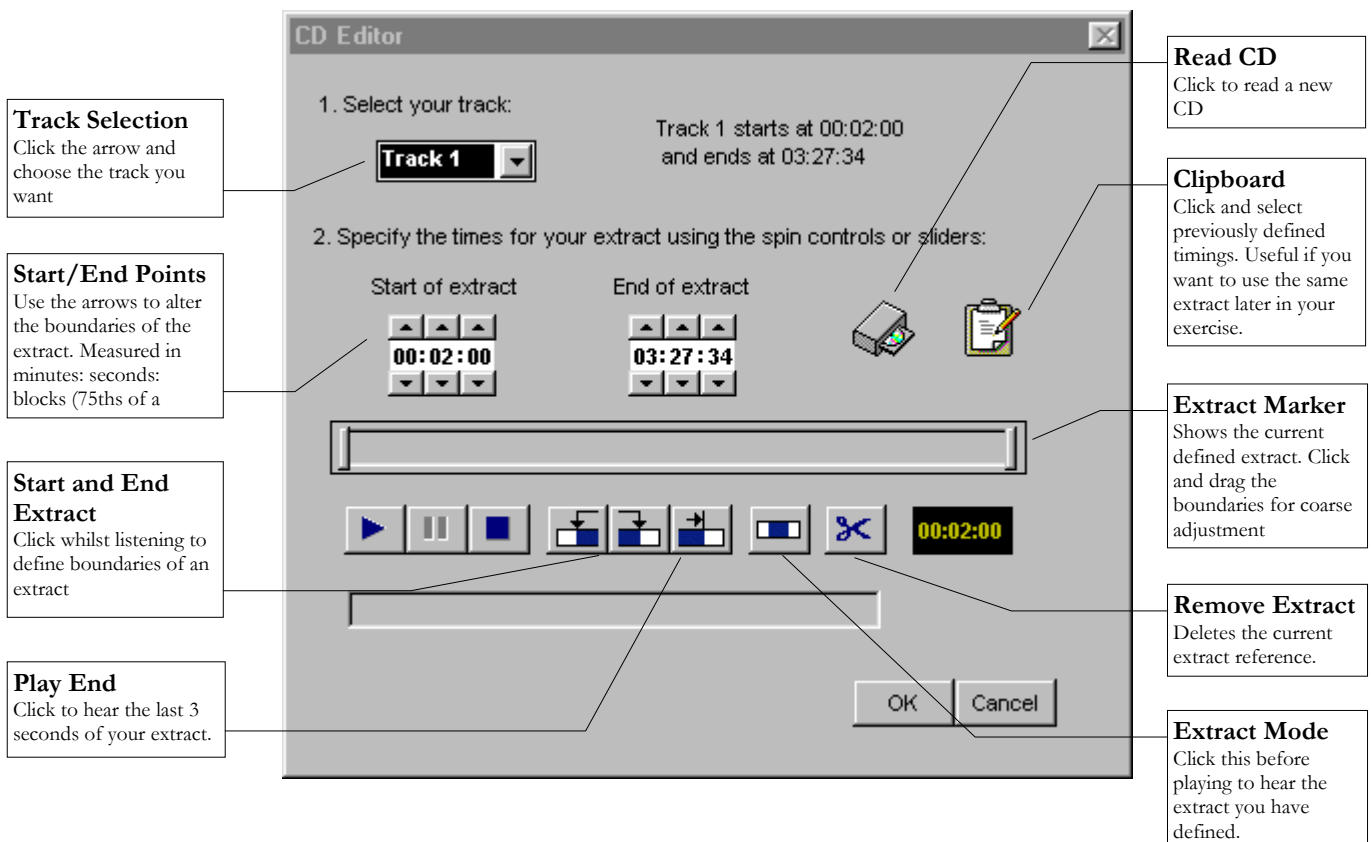 CD Editor
1. Select your track:
Track 1
Track 1 starts at 00:02:00
and ends at 03:27:34
2. Specify the times for your extract using the spin controls or sliders:
Start of extract
End of extract
00:02:00
03:27:34
00:02:00
OK
Cancel
Track Selection
Click the arrow and
choose the track you
want
Start/End Points
Use the arrows to alter
the boundaries of the
extract. Measured in
minutes: seconds:
blocks (75ths of a
Start and End
Extract
Click whilst listening to
define boundaries of an
extract
Play End
Click to hear the last 3
seconds of your extract.
Read CD
Click to read a new
CD
Clipboard
Click and select
previously defined
timings. Useful if you
want to use the same
extract later in your
exercise.
Extract Marker
Shows the current
defined extract. Click
and drag the
boundaries for coarse
adjustment
Remove Extract
Deletes the current
extract reference.
Extract Mode
Click this before
playing to hear the
extract you have
defined.